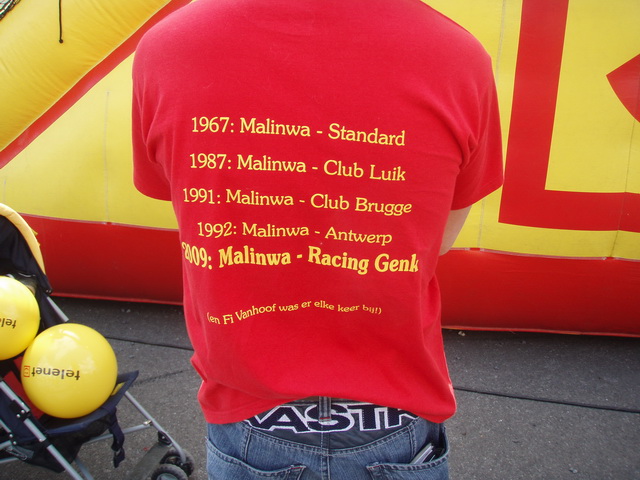 1967: Malinwa - Standard
1987: Malinwa - Club Luik
1991: Malinwa - Club Brugge
1992: Malinwa - Antwerp
2009: Malinwa - Racing Genk
(en Fi Vanhoof was er elke keer bij!)
telenet
telenet